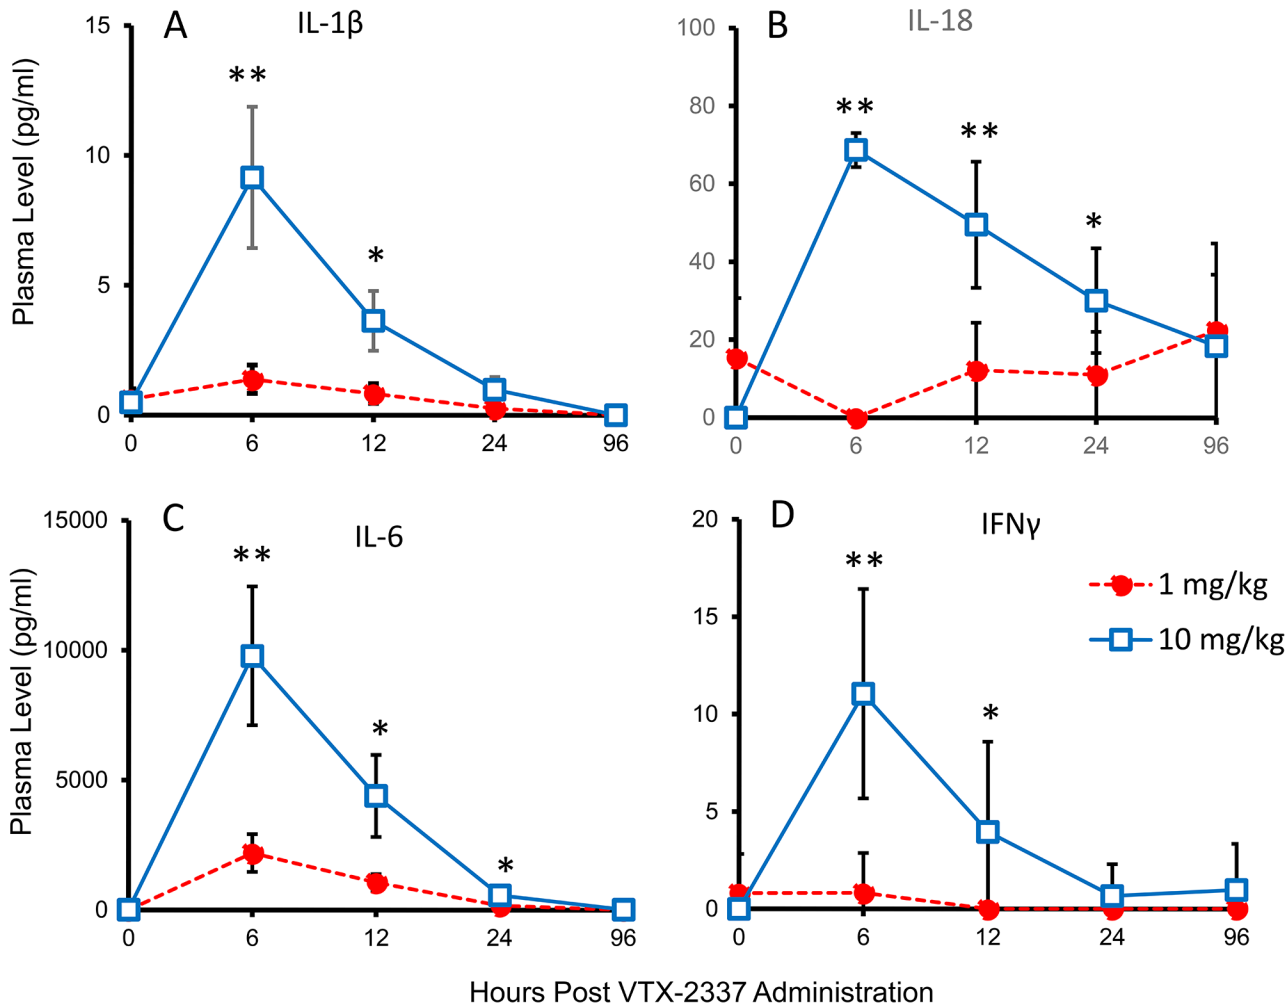 A IL-1β
Plasma Level (pg/ml)
15
**
10
*
5
0
0 6 12 24 96
B IL-18
100
80
**
**
60
*
40
20
0
0 6 12 24 96
C IL-6
Plasma Level (pg/ml)
15000
**
10000
*
5000
*
0
0 6 12 24 96
D IFNγ
20
**
15
1 mg/kg
10 mg/kg
10
*
5
0
0 6 12 24 96
Hours Post VTX-2337 Administration